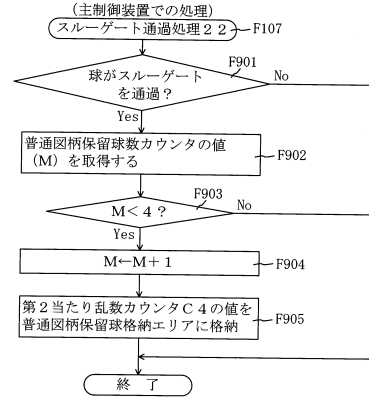 （主制御装置での処理）
スルーゲート通過処理２２
F107
球がスルーゲート
を通過？
F901
No
Yes
普通図柄保留球数カウンタの値
（M）を取得する
F902
M＜４？
F903
No
Yes
M←M＋１
F904
第２当たり乱数カウンタＣ４の値を
普通図柄保留球格納エリアに格納
F905
終　了